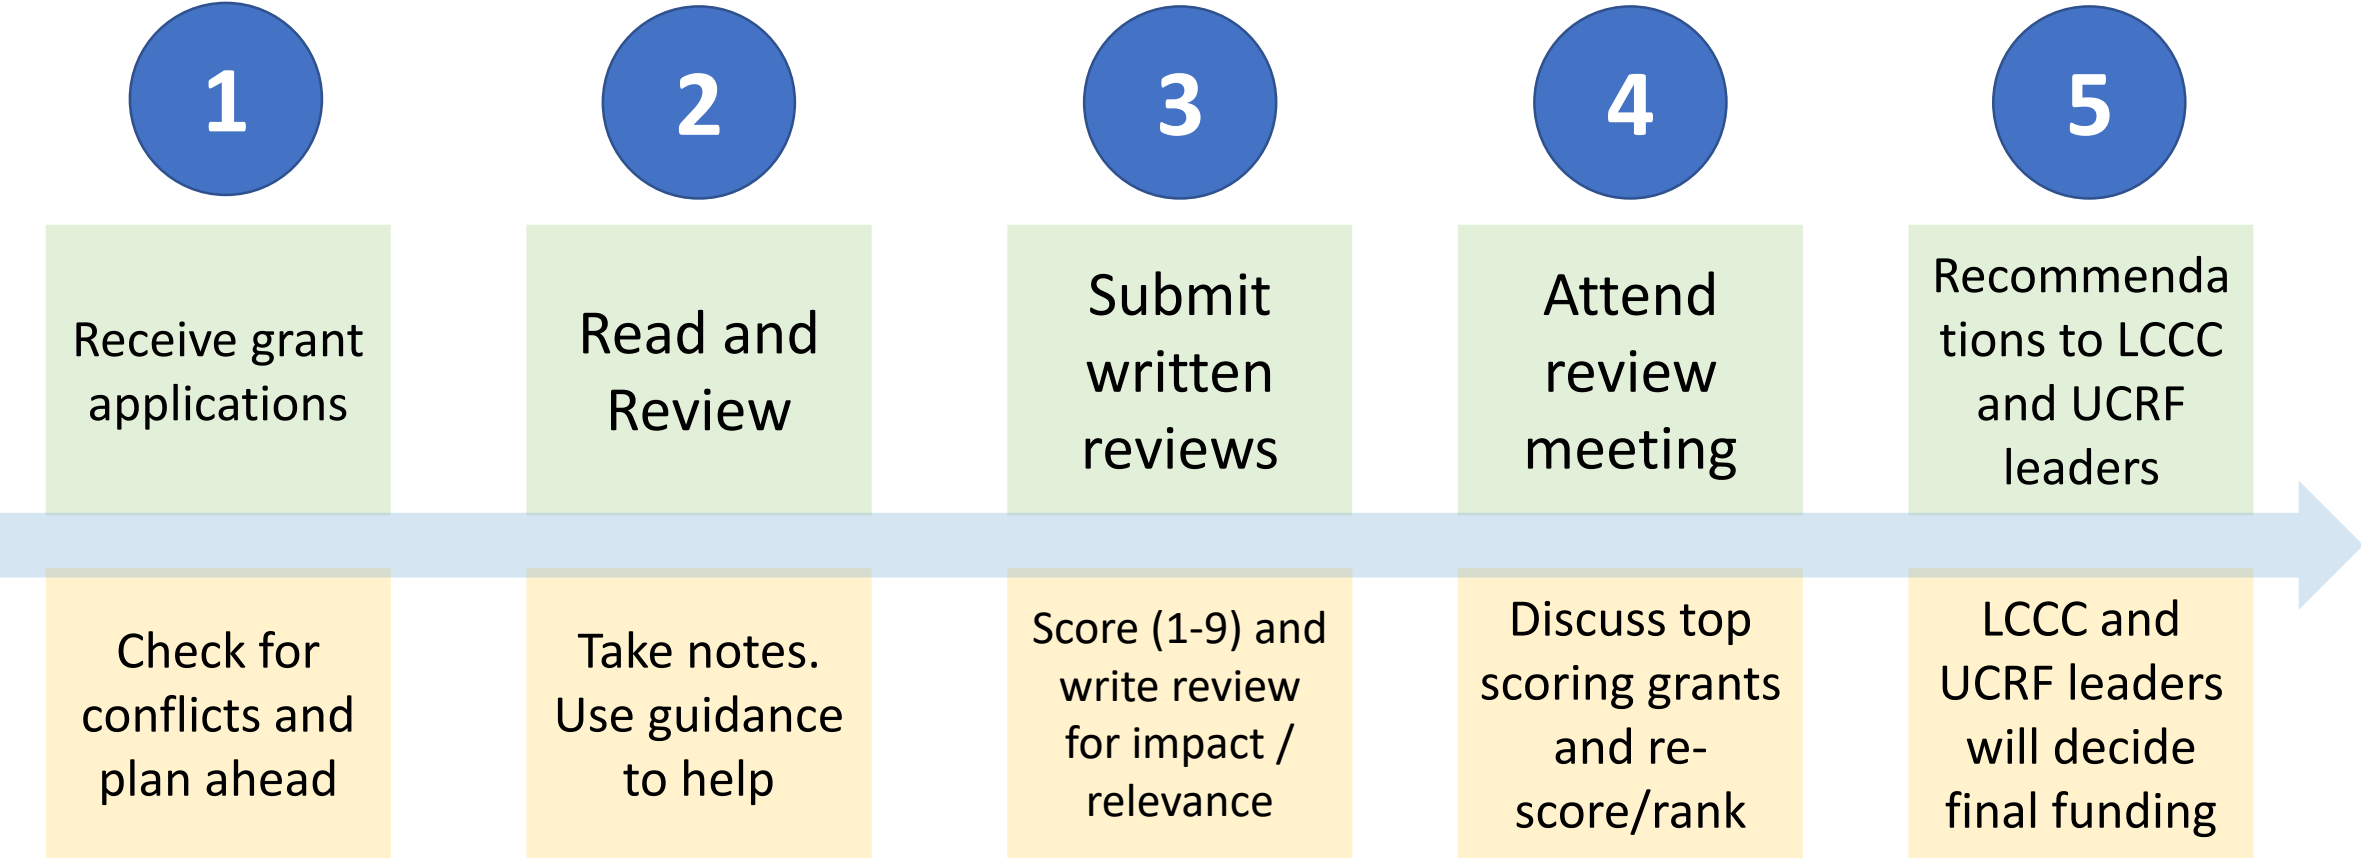 1
Receive grant
applications
Check for
conflicts and
plan ahead
2
Read and
Review
Take notes.
Use guidance
to help
3
Submit
written
reviews
Score (1-9) and
write review
for impact /
relevance
4
Attend
review
meeting
Discuss top
scoring grants
and re-
score/rank
5
Recommenda
tions to LCCC
and UCRF
leaders
LCCC and
UCRF leaders
will decide
final funding